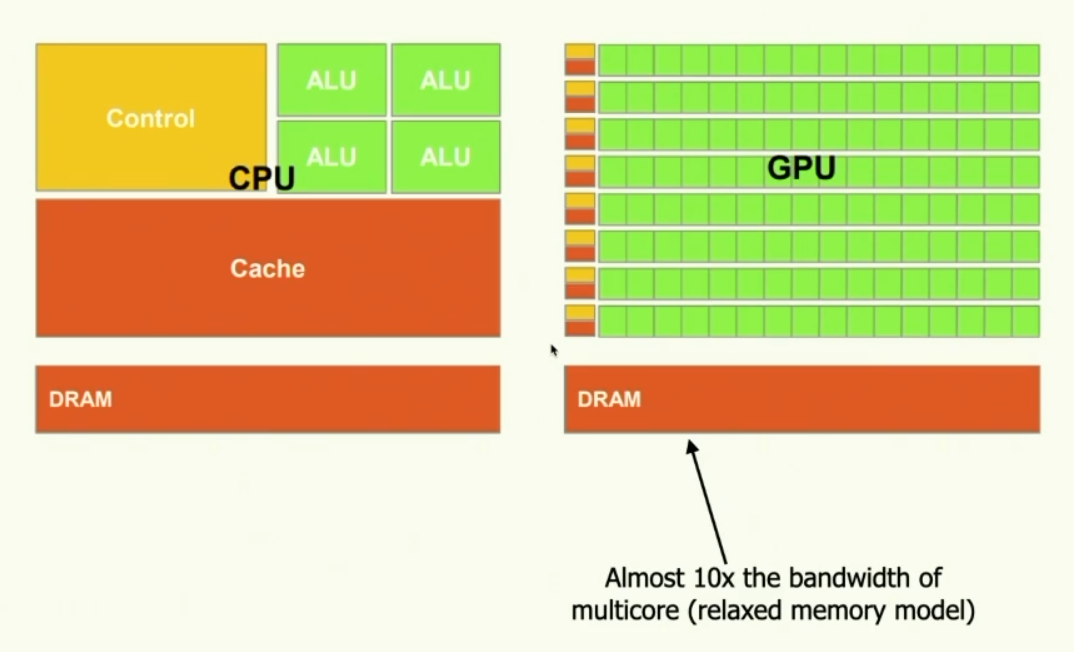 Control
ALU
ALU
ALU
ALU
CPU
Cache
DRAM
GPU
DRAM
Almost 10x the bandwidth of
multicore (relaxed memory model)